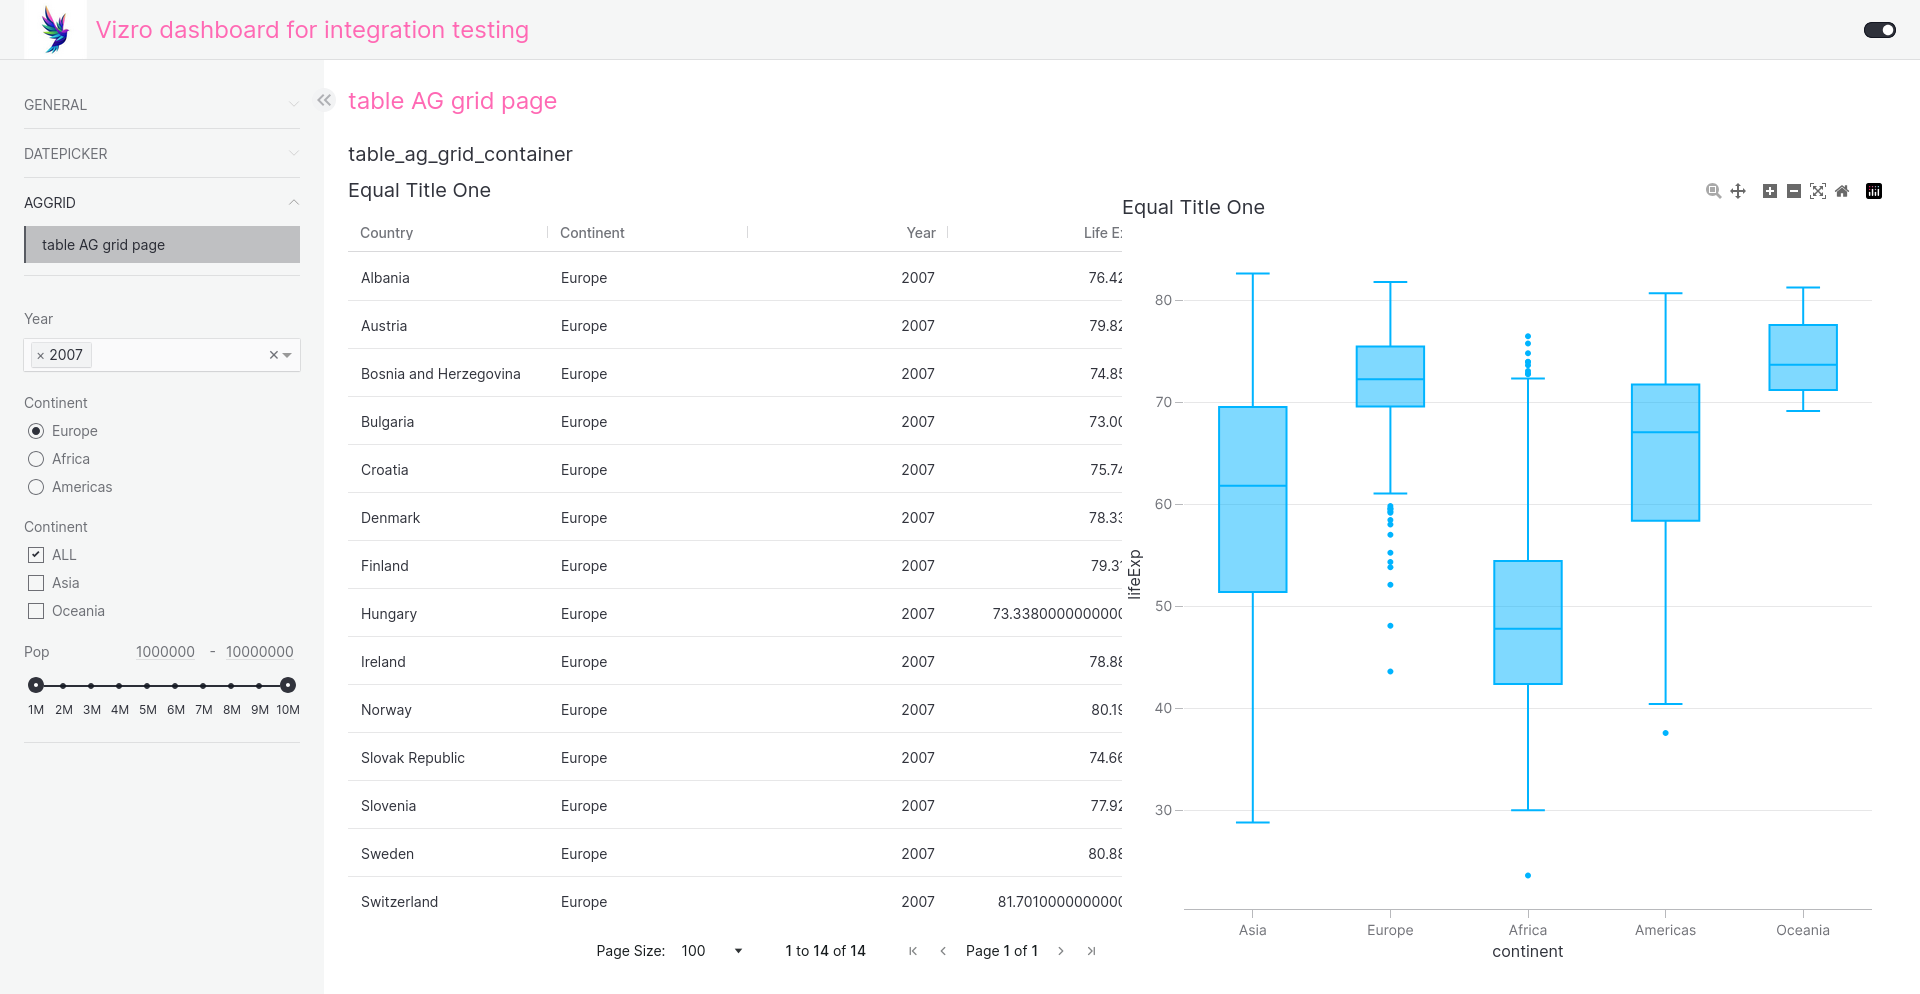 Vizro dashboard for integration testing
GENERAL
DATEPICKER
AGGRID
table AG grid page
Year
× 2007 ×
Continent
Europe
Africa
Americas
Continent
ALL
Asia
Oceania
Pop 1000000 - 10000000
1M 2M 3M 4M 5M 6M 7M 8M 9M 10M
table AG grid page
table_ag_grid_container
Equal Title One
Country Continent Year Life E
Albania Europe 2007 76.42
Austria Europe 2007 79.82
Bosnia and Herzegovina Europe 2007 74.85
Bulgaria Europe 2007 73.00
Croatia Europe 2007 75.74
Denmark Europe 2007 78.33
Finland Europe 2007 79.3
Hungary Europe 2007 73.3380000000000
Ireland Europe 2007 78.88
Norway Europe 2007 80.19
Slovak Republic Europe 2007 74.66
Slovenia Europe 2007 77.92
Sweden Europe 2007 80.88
Switzerland Europe 2007 81.7010000000000
Page Size: 100 1 to 14 of 14 Page 1 of 1
Equal Title One
80
70
60
50
40
30
lifeExp
Asia Europe Africa Americas Oceania
continent